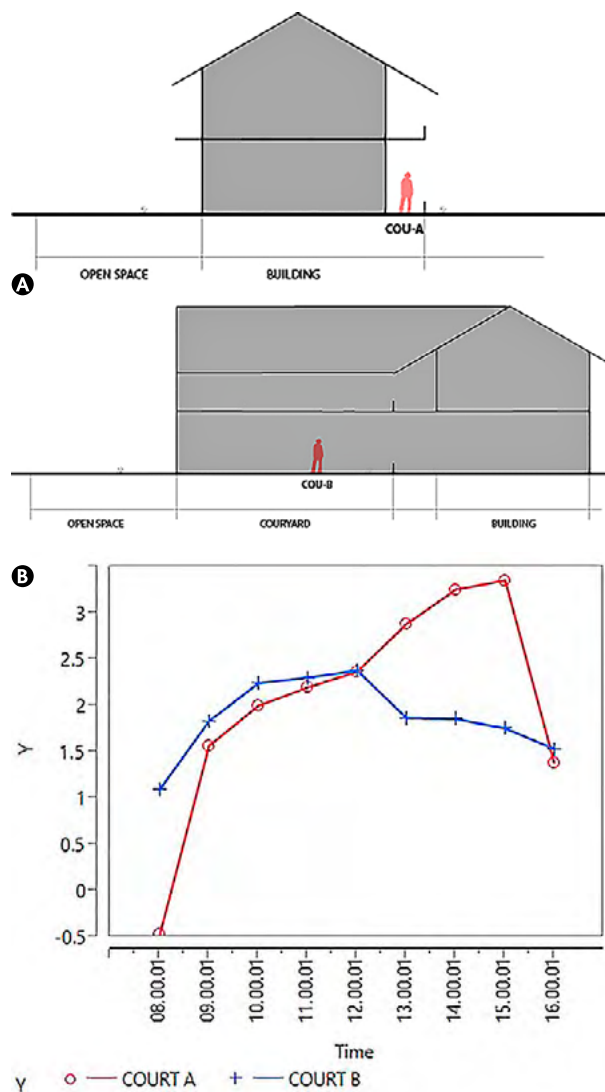 COU-A
OPEN SPACE BUILDING
A
COU-B
OPEN SPACE COURYARD BUILDING
B
3
2.5
2
1.5
1
0.5
0
-0.5
Y
08.00.01 09.00.01 10.00.01 11.00.01 12.00.01 13.00.01 14.00.01 15.00.01 16.00.01
Time
Y COURT A COURT B